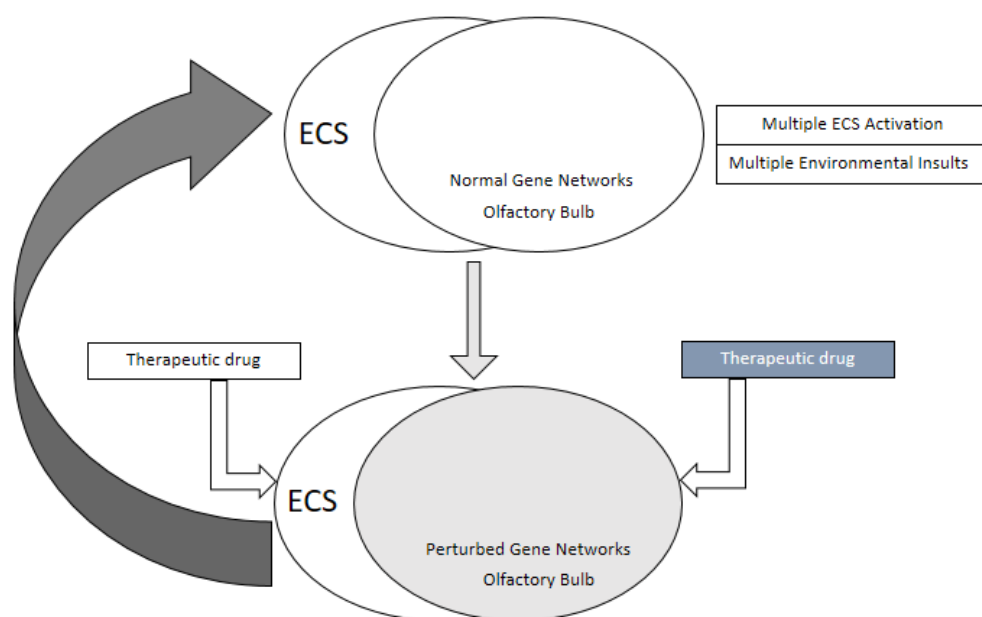 ECS
Normal Gene Networks
Olfactory Bulb
Multiple ECS Activation
Multiple Environmental Insults
Therapeutic drug
Therapeutic drug
ECS
Perturbed Gene Networks
Olfactory Bulb